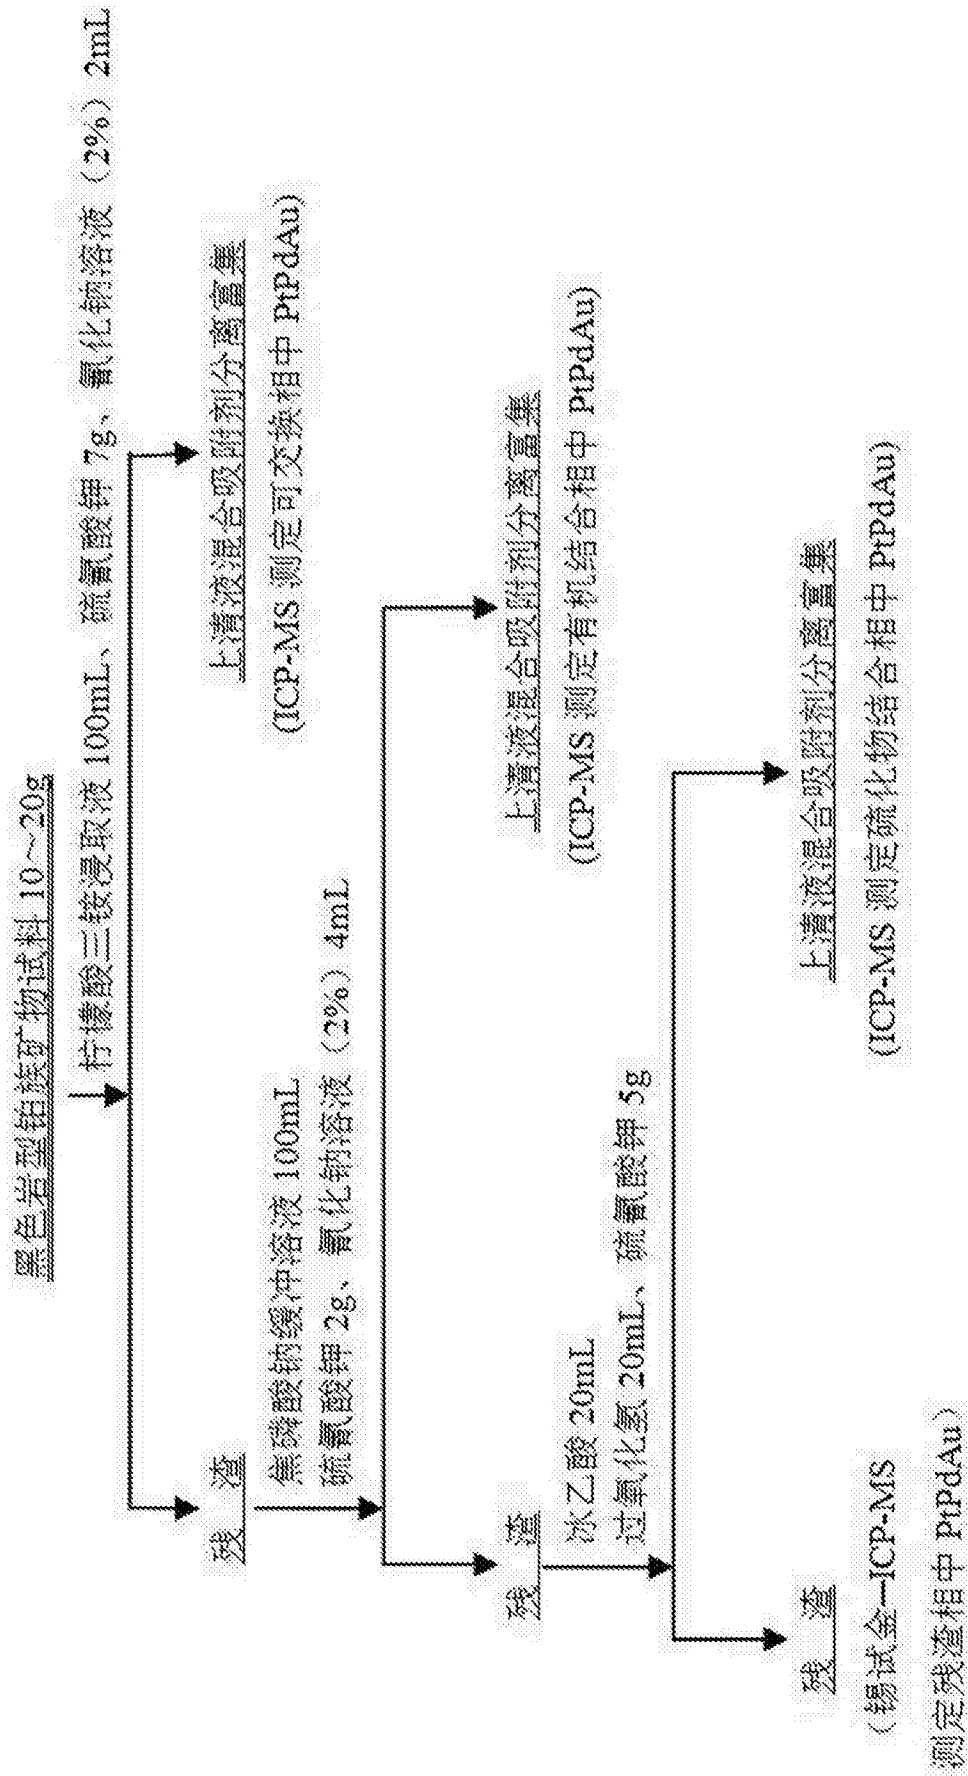 黑色岩型铂族矿物试料 10～20g
柠檬酸三铵浸取液 100mL、硫氰酸钾 7g、氰化钠溶液（2%）2mL
残 渣
上清液混合吸附剂分离富集
(ICP-MS 测定可交换相中 PtPdAu)
焦磷酸钠缓冲溶液 100mL
硫氰酸钾 2g、氰化钠溶液（2%）4mL
残 渣
上清液混合吸附剂分离富集
(ICP-MS 测定有机结合相中 PtPdAu)
冰乙酸 20mL
过氧化氢 20mL、硫氰酸钾 5g
残 渣
（锡试金—ICP-MS
测定残渣相中 PtPdAu）
上清液混合吸附剂分离富集
(ICP-MS 测定硫化物结合相中 PtPdAu)